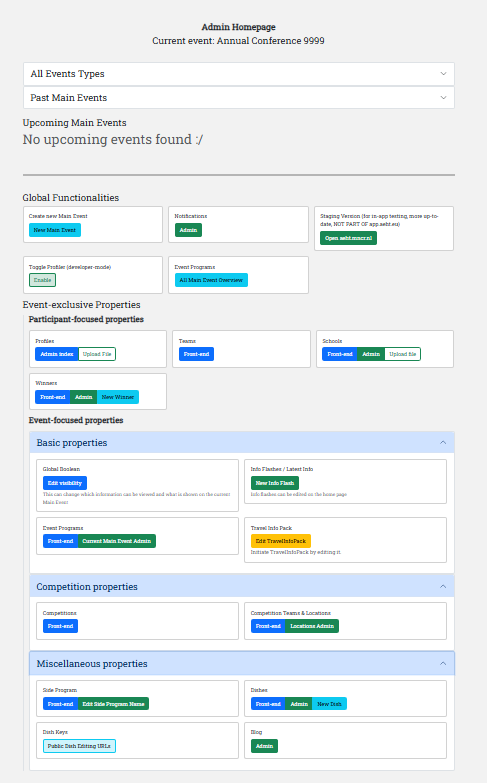 Admin Homepage
Current event: Annual Conference 9999
All Events Types
Past Main Events
Upcoming Main Events
No upcoming events found :/
Global Functionalities
Create new Main Event
New Main Event
Notifications
Admin
Staging Version (for in-app testing, more up-to-
date, NOT PART OF app.aeht.eu)
Open aeht.mncr.nl
Toggle Profiler (developer-mode)
Enable
Event Programs
All Main Event Overview
Event-exclusive Properties
Participant-focused properties
Profiles
Admin index Upload File
Teams
Front-end
Schools
Front-end Admin Upload file
Winners
Front-end Admin New Winner
Event-focused properties
Basic properties
Global Boolean
Edit visibility
This can change which information can be viewed and what is shown on the current
Main Event
Info Flashes / Latest Info
New Info Flash
Info flashes can be edited on the home page
Event Programs
Front-end Current Main Event Admin
Travel Info Pack
Edit TravelInfoPack
Initiate TravelInfoPack by editing it
Competition properties
Competitions
Front-end
Competition Teams & Locations
Front-end Locations Admin
Miscellaneous properties
Side Program
Front-end Edit Side Program Name
Dishes
Front-end Admin New Dish
Dish Keys
Public Dish Editing URLs
Blog
Admin